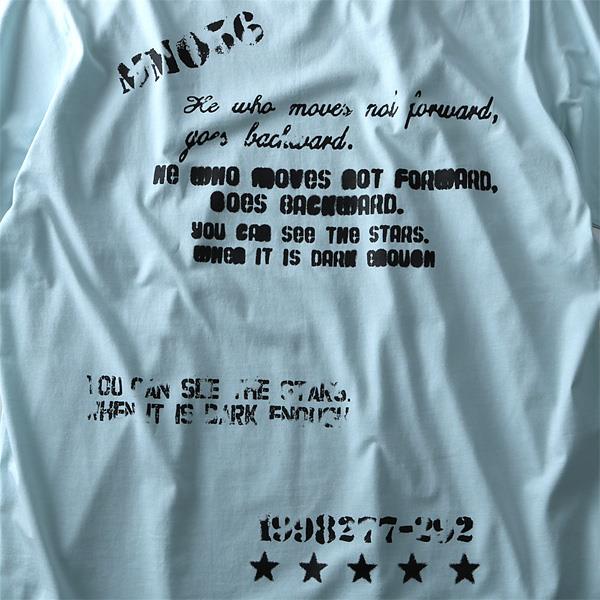 MNO56
He who moves not forward,
goes backward.
HE WHO MOVES NOT FORWARD,
GOES BACKWARD.
YOU CAN SEE THE STARS.
WHEN IT IS DARK ENOUGH
YOU CAN SEE THE STARS.
WHEN IT IS DARK ENOUGH
1998277-292